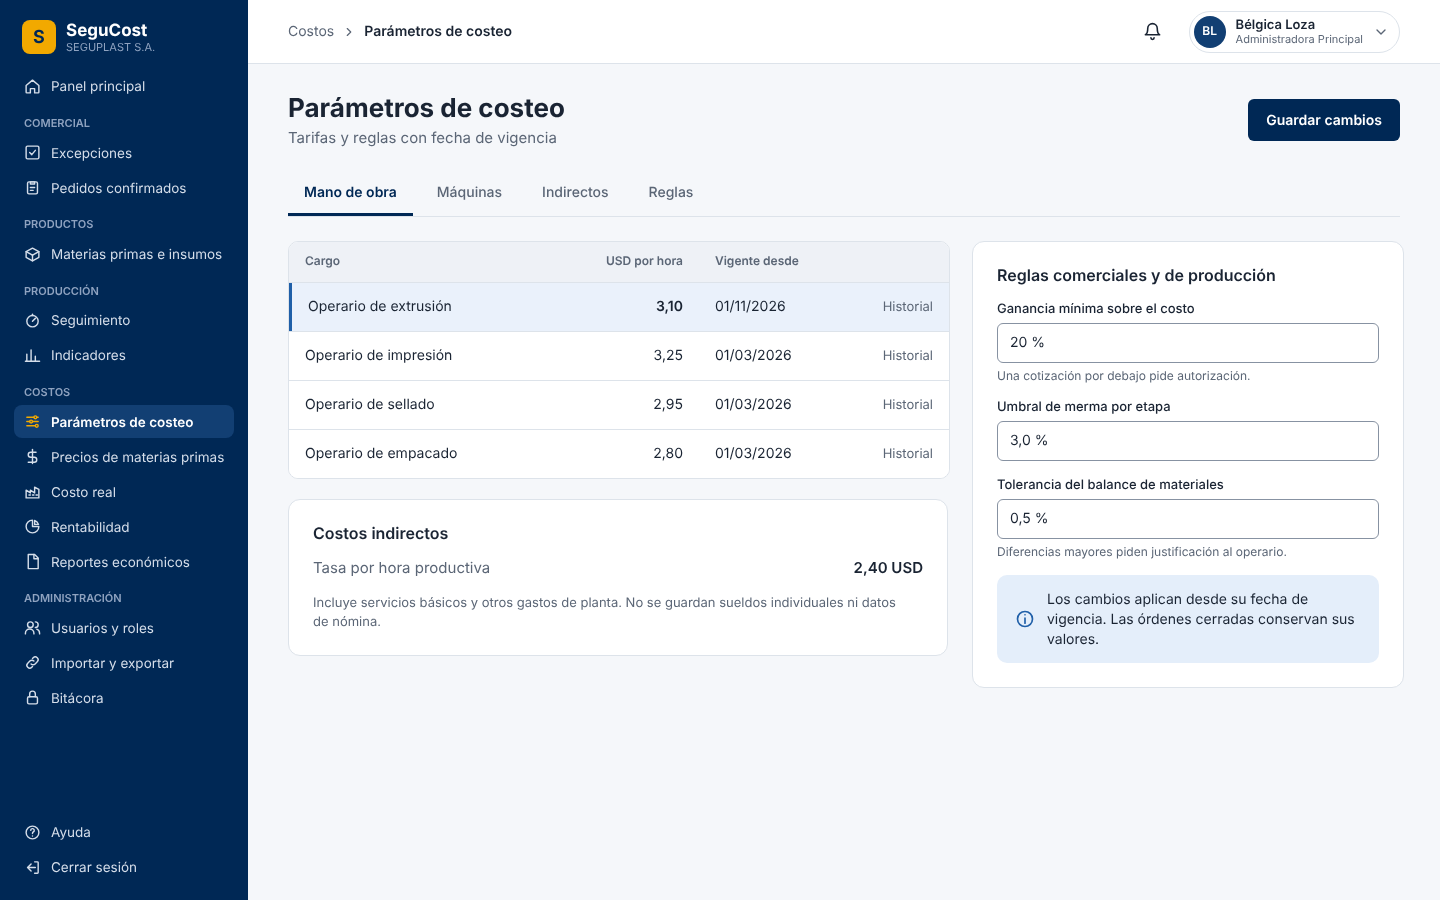 S
SeguCost
SEGUPLAST S.A.
Panel principal
COMERCIAL
Excepciones
Pedidos confirmados
PRODUCTOS
Materias primas e insumos
PRODUCCIÓN
Seguimiento
Indicadores
COSTOS
Parámetros de costeo
Precios de materias primas
Costo real
Rentabilidad
Reportes económicos
ADMINISTRACIÓN
Usuarios y roles
Importar y exportar
Bitácora
Ayuda
Cerrar sesión
Costos > Parámetros de costeo
BL
Bélgica Loza
Administradora Principal
Parámetros de costeo
Tarifas y reglas con fecha de vigencia
Guardar cambios
Mano de obra Máquinas Indirectos Reglas
Cargo USD por hora Vigente desde
Operario de extrusión 3,10 01/11/2026 Historial
Operario de impresión 3,25 01/03/2026 Historial
Operario de sellado 2,95 01/03/2026 Historial
Operario de empacado 2,80 01/03/2026 Historial
Costos indirectos
Tasa por hora productiva 2,40 USD
Incluye servicios básicos y otros gastos de planta. No se guardan sueldos individuales ni datos
de nómina.
Reglas comerciales y de producción
Ganancia mínima sobre el costo
20 %
Una cotización por debajo pide autorización.
Umbral de merma por etapa
3,0 %
Tolerancia del balance de materiales
0,5 %
Diferencias mayores piden justificación al operario.
Los cambios aplican desde su fecha de
vigencia. Las órdenes cerradas conservan sus
valores.